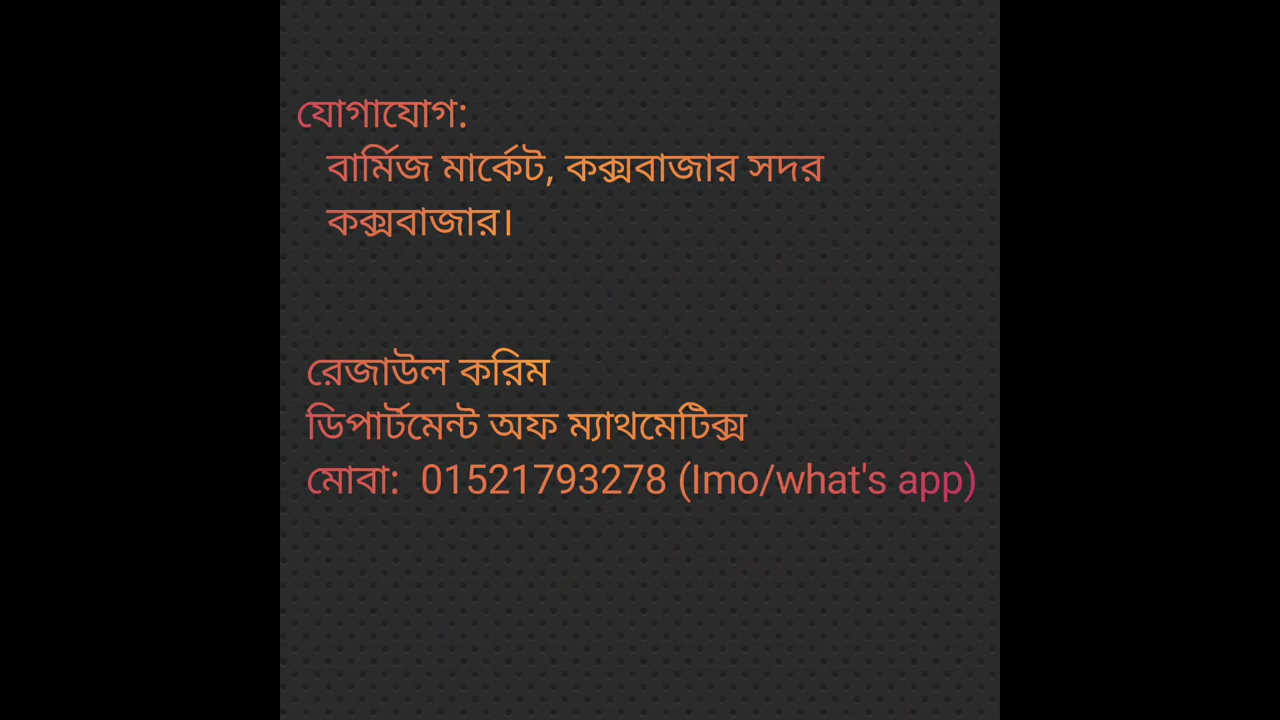 যোগাযোগ:
বার্মিজ মার্কেট, কক্সবাজার সদর
কক্সবাজার।
রেজাউল করিম
ডিপার্টমেন্ট অফ ম্যাথমেটিক্স
মোবা: 01521793278 (Imo/what's app)